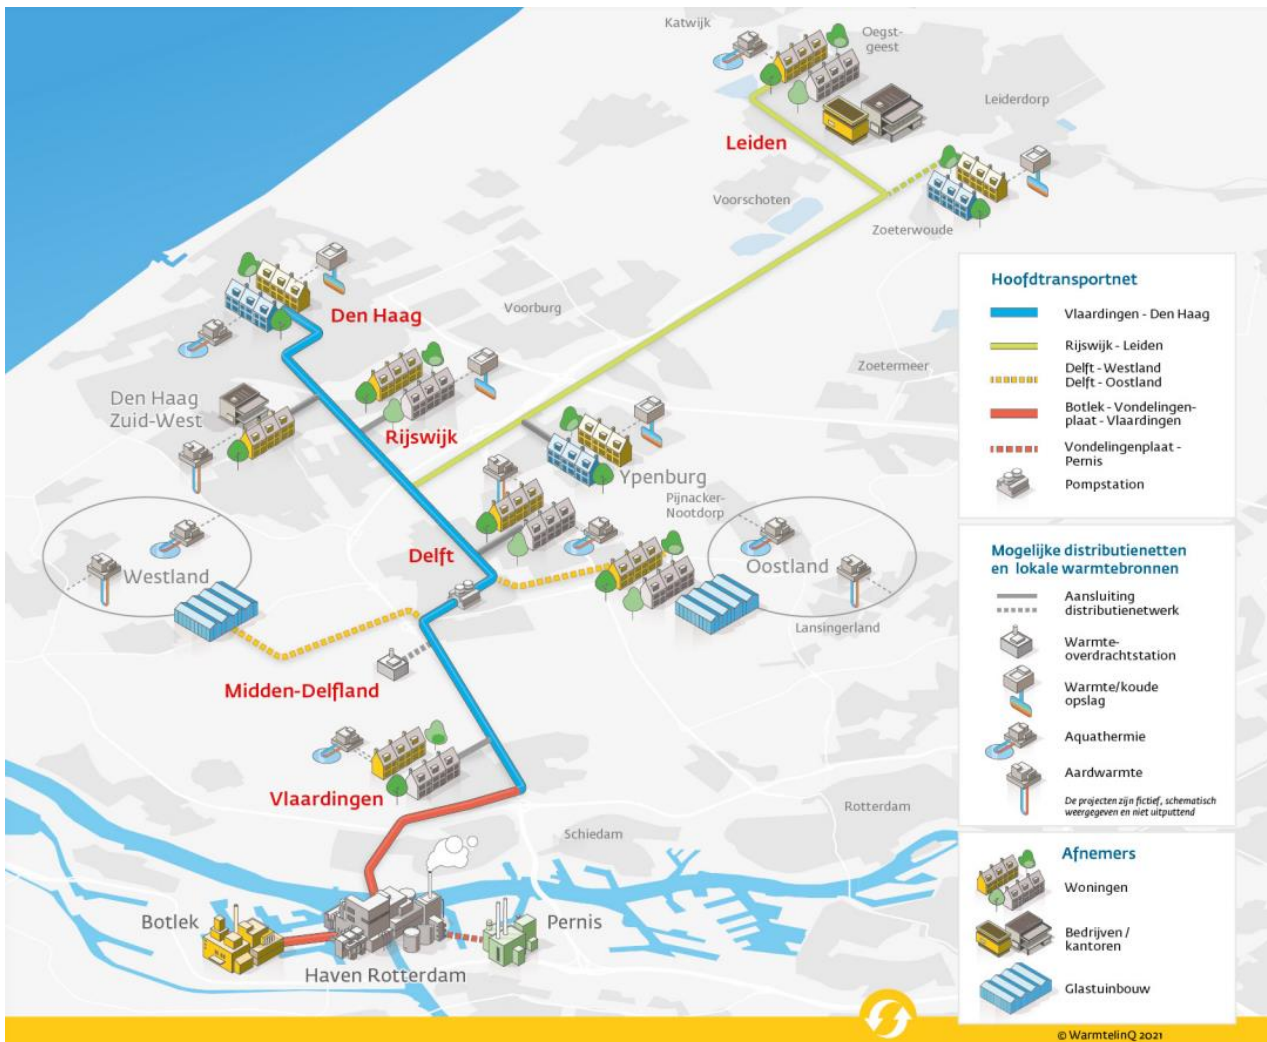 Katwijk
Oegst-
geest
Leiderdorp
Leiden
Voorschoten
Zoeterwoude
Den Haag
Voorburg
Zoetermeer
Den Haag
Zuid-West
Rijswijk
Ypenburg
Pijnacker-
Nootdorp
Delft
Westland
Oostland
Lansingerland
Midden-Delfland
Vlaardingen
Rotterdam
Schiedam
Botlek
Pernis
Haven Rotterdam
Hoofdtransportnet
Vlaardingen - Den Haag
Rijswijk - Leiden
Delft - Westland
Delft - Oostland
Botlek - Vondelingen-
plaat - Vlaardingen
Vondelingenplaat -
Pernis
Pompstation
Mogelijke distributienetten
en lokale warmtebronnen
Aansluiting
distributienetwerk
Warmte-
overdrachtstation
Warmte/koude
opslag
Aquathermie
Aardwarmte
De projecten zijn fictief, schematisch
weergegeven en niet uitputtend
Afnemers
Woningen
Bedrijven /
kantoren
Glastuinbouw
© WarmtelinQ 2021